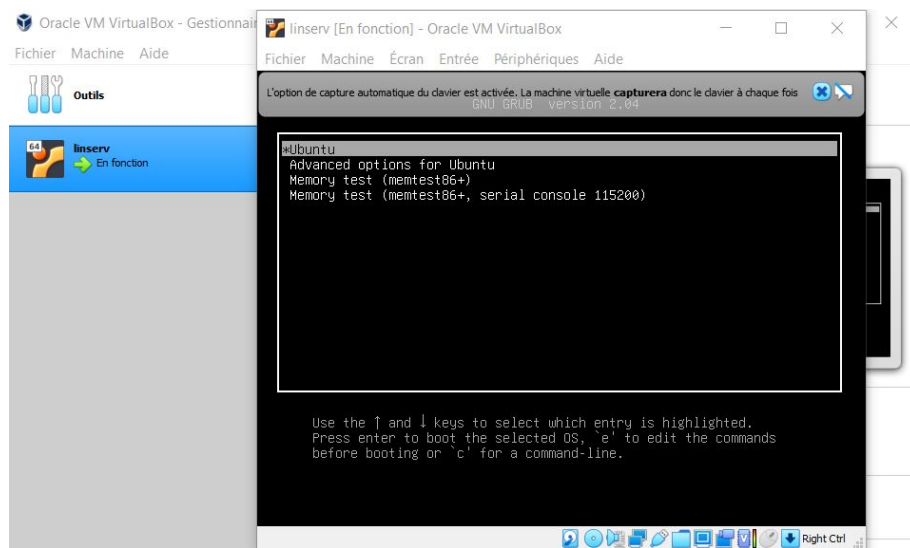 Oracle VM VirtualBox - Gestionnair
Fichier Machine Aide
Outils
64
linserv
En fonction
linserv [En fonction] - Oracle VM VirtualBox
Fichier Machine Écran Entrée Périphériques Aide
L'option de capture automatique du clavier est activée. La machine virtuelle capturera donc le clavier à chaque fois
GNU GRUB version 2.04
*Ubuntu
Advanced options for Ubuntu
Memory test (memtest86+)
Memory test (memtest86+, serial console 115200)
Use the ↑ and ↓ keys to select which entry is highlighted.
Press enter to boot the selected OS, `e' to edit the commands
before booting or `c' for a command-line.
Right Ctrl